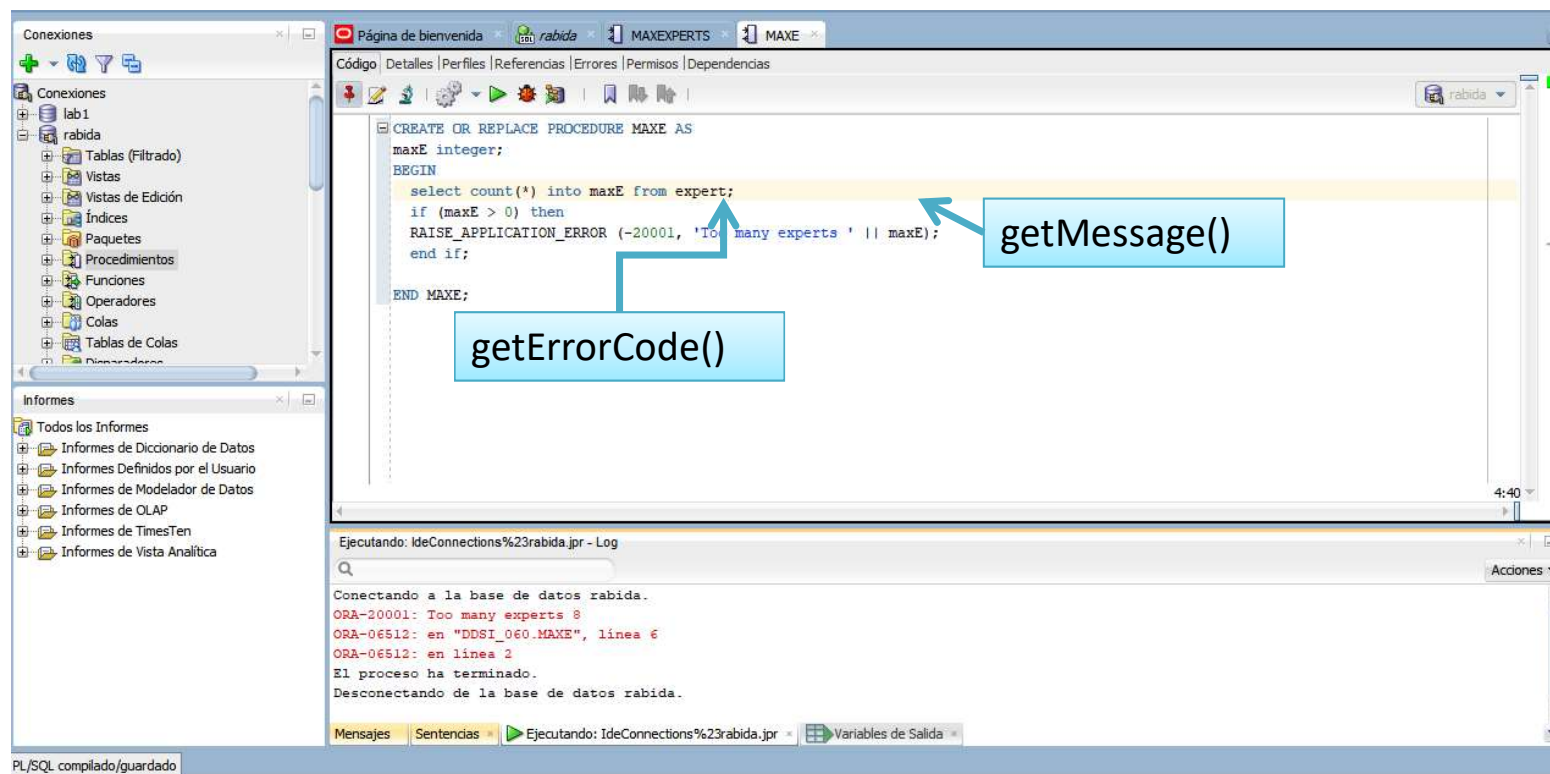 Conexiones
Conexiones
lab1
rabida
Tablas (Filtrado)
Vistas
Vistas de Edición
Índices
Paquetes
Procedimientos
Funciones
Operadores
Colas
Tablas de Colas
Disparadores
Informes
Todos los Informes
Informes de Diccionario de Datos
Informes Definidos por el Usuario
Informes de Modelador de Datos
Informes de OLAP
Informes de TimesTen
Informes de Vista Analítica
Página de bienvenida rabida MAXEXPERTS MAXE
Código Detalles |Perfiles |Referencias |Errores |Permisos |Dependencias
rabida
CREATE OR REPLACE PROCEDURE MAXE AS
maxE integer;
BEGIN
select count(*) into maxE from expert;
if (maxE > 0) then
RAISE_APPLICATION_ERROR (-20001, 'Too many experts ' || maxE);
end if;
END MAXE;
getMessage()
getErrorCode()
4:40
Ejecutando: IdeConnections%23rabida.jpr - Log
Acciones
Conectando a la base de datos rabida.
ORA-20001: Too many experts 8
ORA-06512: en "DDSI_060.MAXE", línea 6
ORA-06512: en línea 2
El proceso ha terminado.
Desconectando de la base de datos rabida.
Mensajes Sentencias Ejecutando: IdeConnections%23rabida.jpr Variables de Salida
PL/SQL compilado/guardado